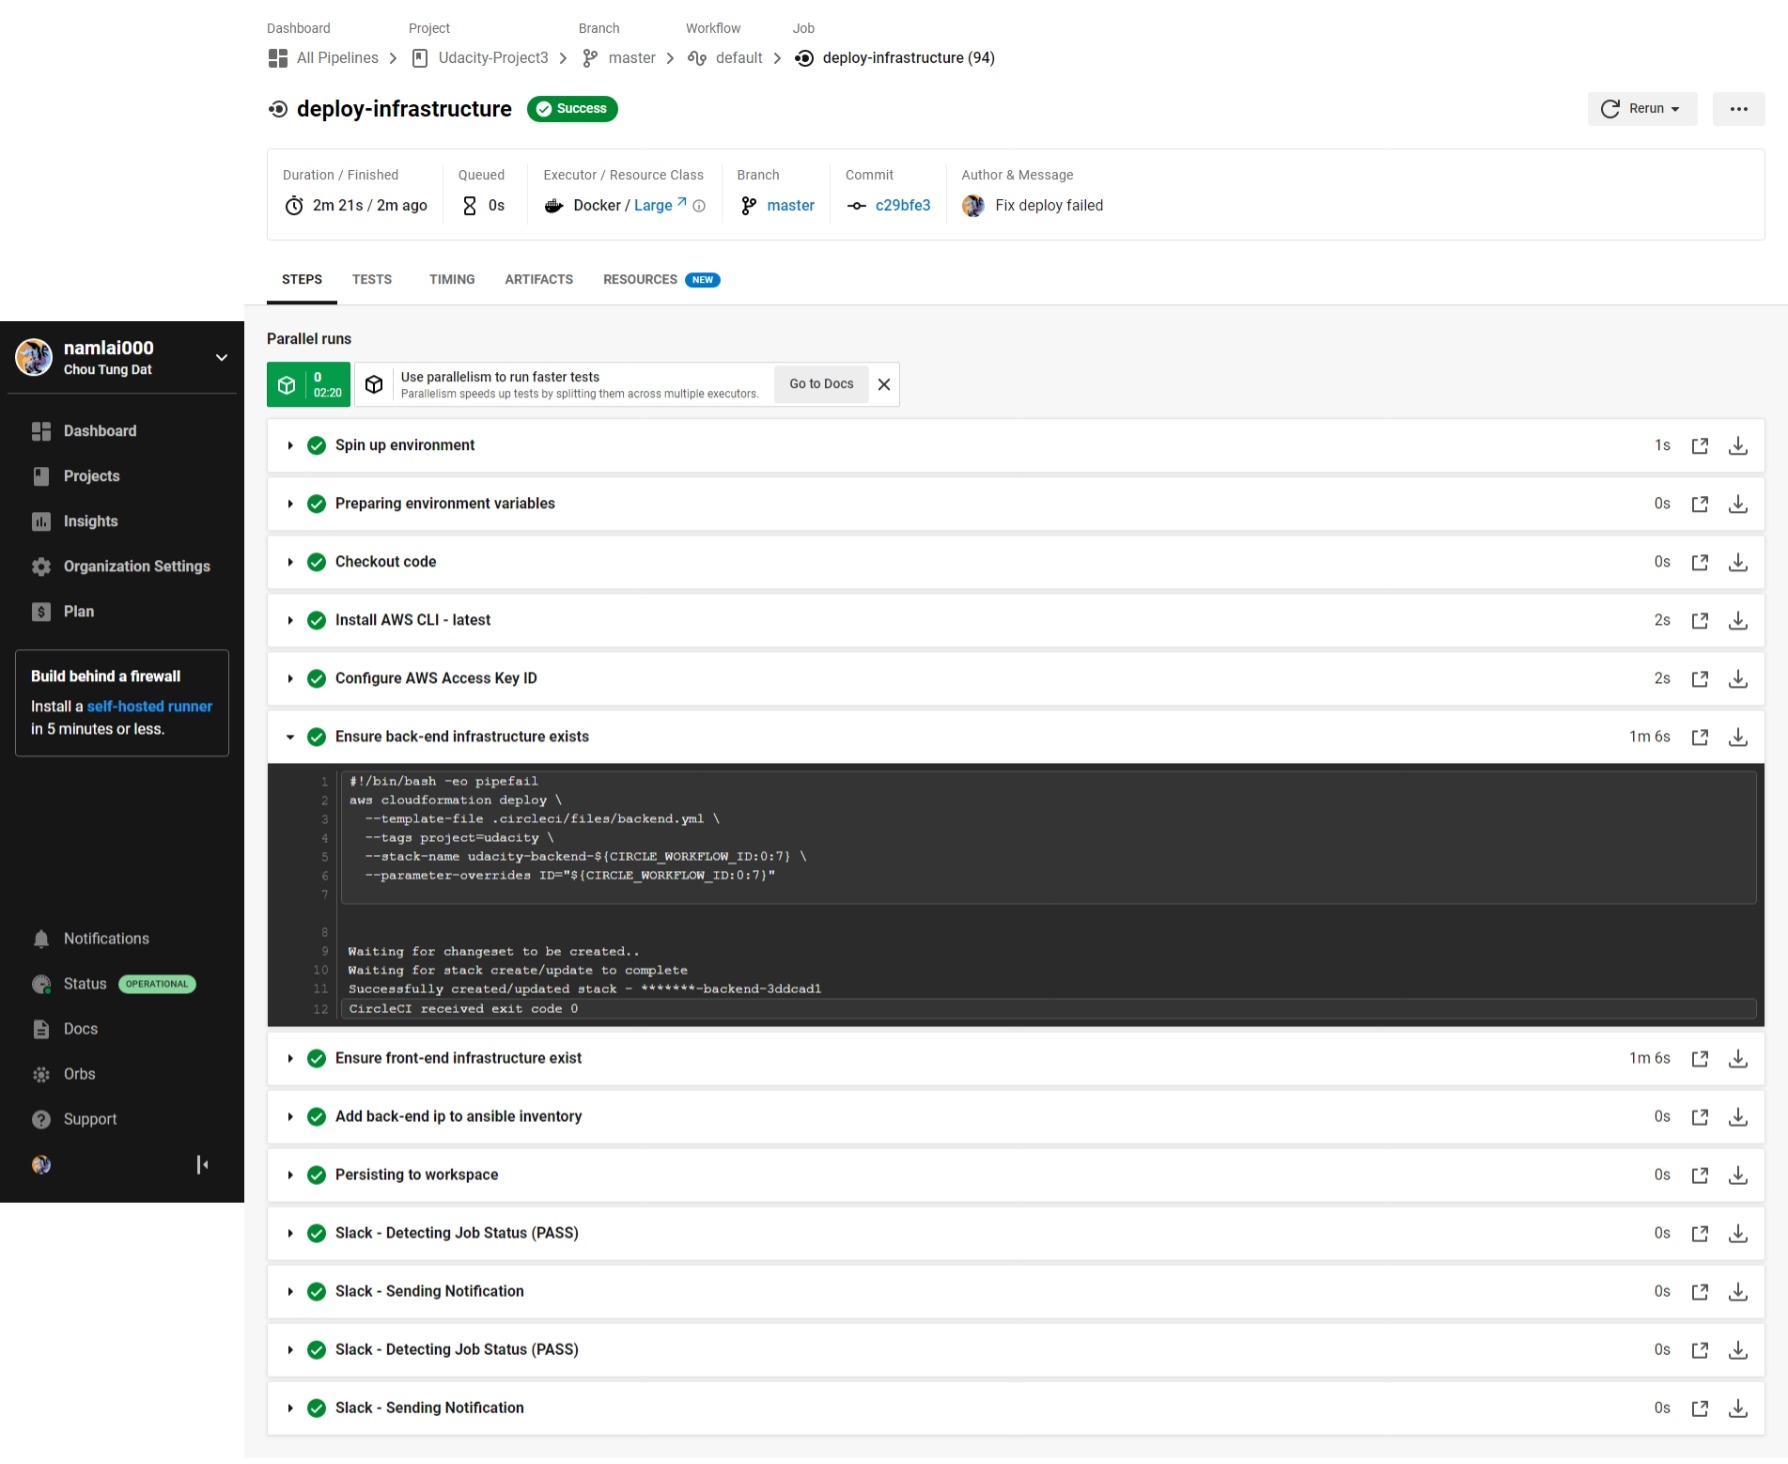 Dashboard Project Branch Workflow Job
All Pipelines Udacity-Project3 master default deploy-infrastructure (94)
deploy-infrastructure Success Rerun
Duration / Finished Queued Executor / Resource Class Branch Commit Author & Message
2m 21s / 2m ago 0s Docker / Large master c29bfe3 Fix deploy failed
STEPS TESTS TIMING ARTIFACTS RESOURCES NEW
namlai000
Chou Tung Dat
Dashboard
Projects
Insights
Organization Settings
Plan
Build behind a firewall
Install a self-hosted runner
in 5 minutes or less.
Notifications
Status OPERATIONAL
Docs
Orbs
Support
Parallel runs
0
02:20
Use parallelism to run faster tests
Parallelism speeds up tests by splitting them across multiple executors.
Go to Docs
Spin up environment 1s
Preparing environment variables 0s
Checkout code 0s
Install AWS CLI - latest 2s
Configure AWS Access Key ID 2s
Ensure back-end infrastructure exists 1m 6s
1 #!/bin/bash -eo pipefail
2 aws cloudformation deploy \
3 --template-file .circleci/files/backend.yml \
4 --tags project=udacity \
5 --stack-name udacity-backend-${CIRCLE_WORKFLOW_ID:0:7} \
6 --parameter-overrides ID="${CIRCLE_WORKFLOW_ID:0:7}"
7
8
9 Waiting for changeset to be created..
10 Waiting for stack create/update to complete
11 Successfully created/updated stack - *******-backend-3ddcad1
12 CircleCI received exit code 0
Ensure front-end infrastructure exist 1m 6s
Add back-end ip to ansible inventory 0s
Persisting to workspace 0s
Slack - Detecting Job Status (PASS) 0s
Slack - Sending Notification 0s
Slack - Detecting Job Status (PASS) 0s
Slack - Sending Notification 0s